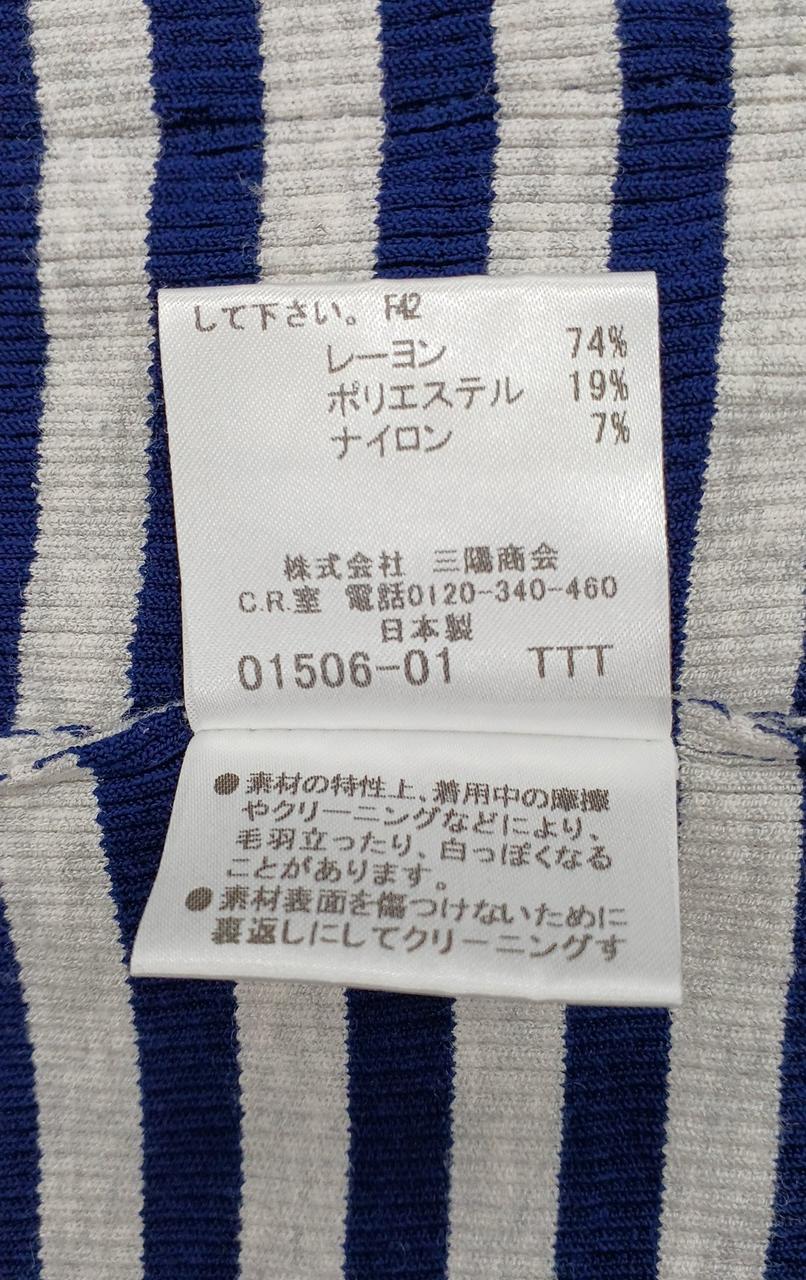 して下さい。 F42
レーヨン 74%
ポリエステル 19%
ナイロン 7%
株式会社 三陽商会
C.R.室 電話0120-340-460
日本製
01506-01 TTT
●素材の特性上、着用中の摩擦
やクリーニングなどにより、
毛羽立ったり、白っぽくなる
ことがあります。
●素材表面を傷つけないために
裏返しにしてクリーニングす